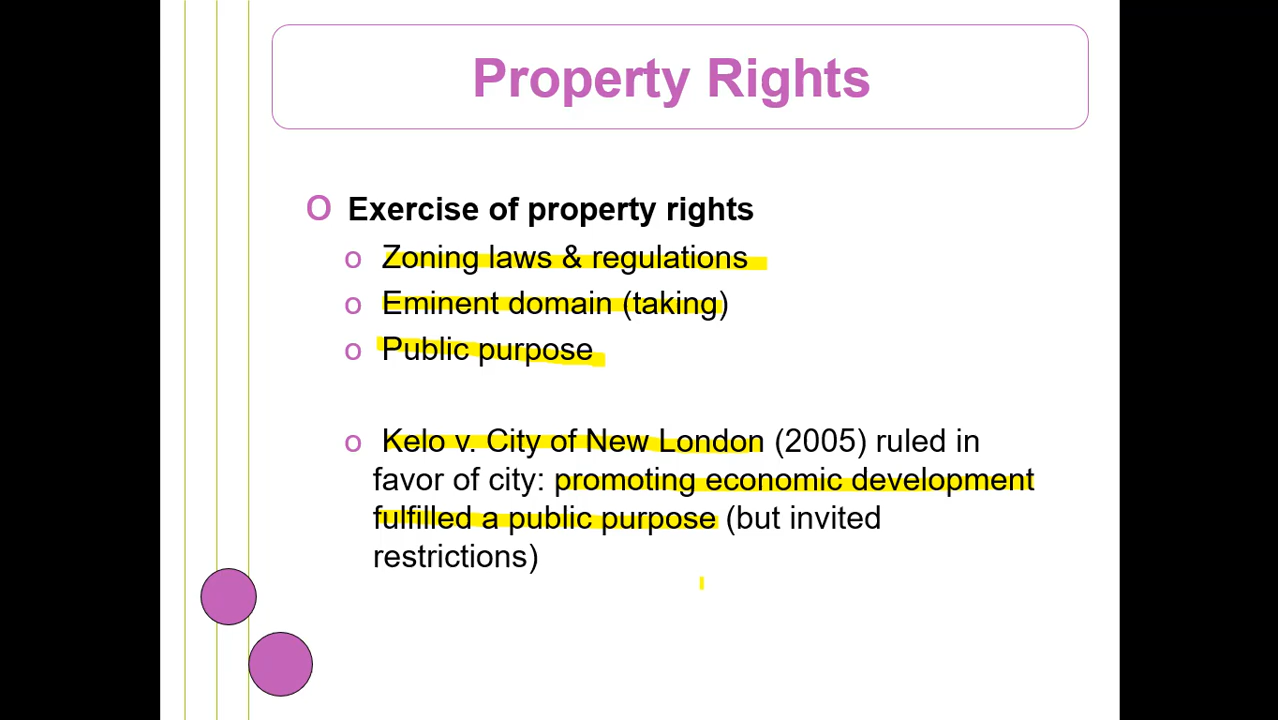 Property Rights
O Exercise of property rights
o Zoning laws & regulations
o Eminent domain (taking)
o Public purpose
o Kelo v. City of New London (2005) ruled in
favor of city: promoting economic development
fulfilled a public purpose (but invited
restrictions)